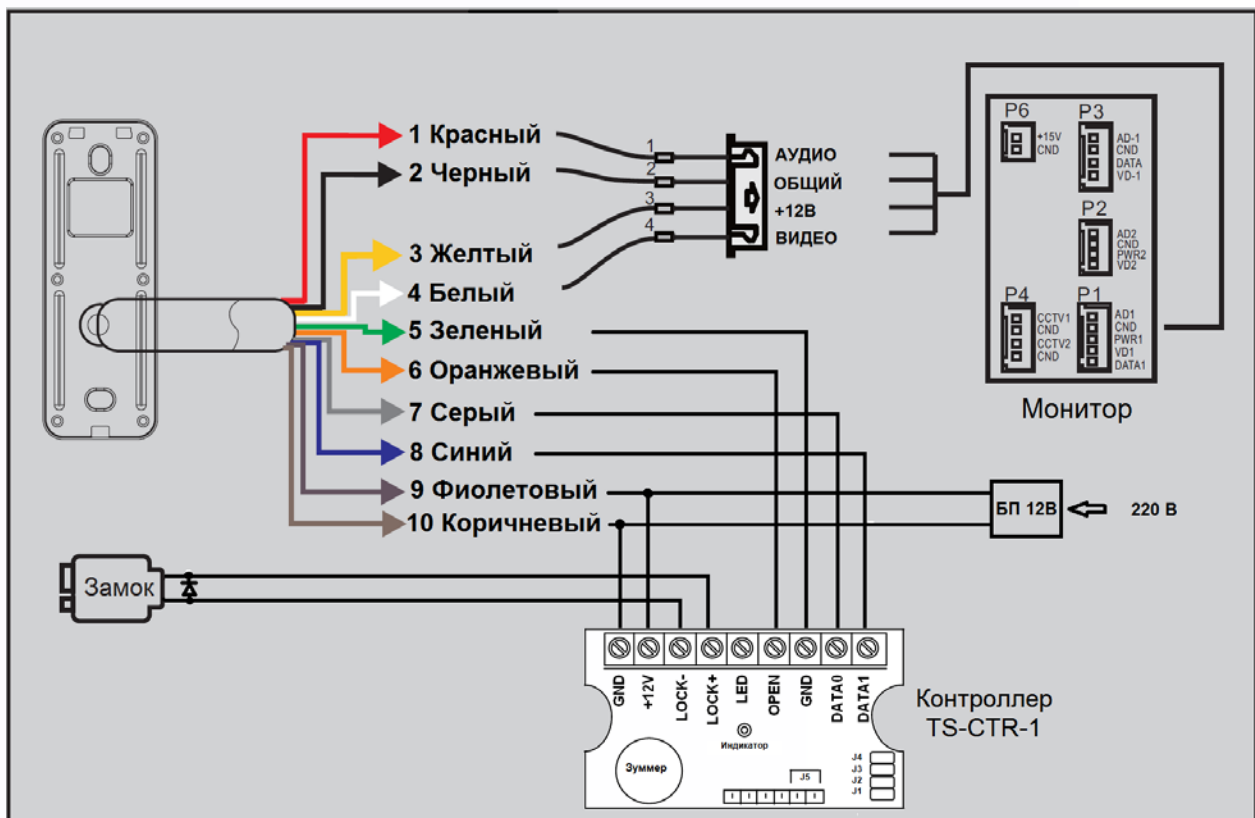 1 Красный
2 Черный
3 Желтый
4 Белый
5 Зеленый
6 Оранжевый
7 Серый
8 Синий
9 Фиолетовый
10 Коричневый
1
2
3
4
АУДИО
ОБЩИЙ
+12В
ВИДЕО
P6
+15V
CND
P3
AD-1
CND
DATA
VD-1
P2
AD2
CND
PWR2
VD2
P4
CCTV1
CND
CCTV2
CND
P1
AD1
CND
PWR1
VD1
DATA1
Монитор
БП 12В
220 В
Замок
GND
+12V
LOCK-
LOCK+
LED
OPEN
GND
DATA0
DATA1
Индикатор
Зуммер
J5
J4
J3
J2
J1
Контроллер
TS-CTR-1